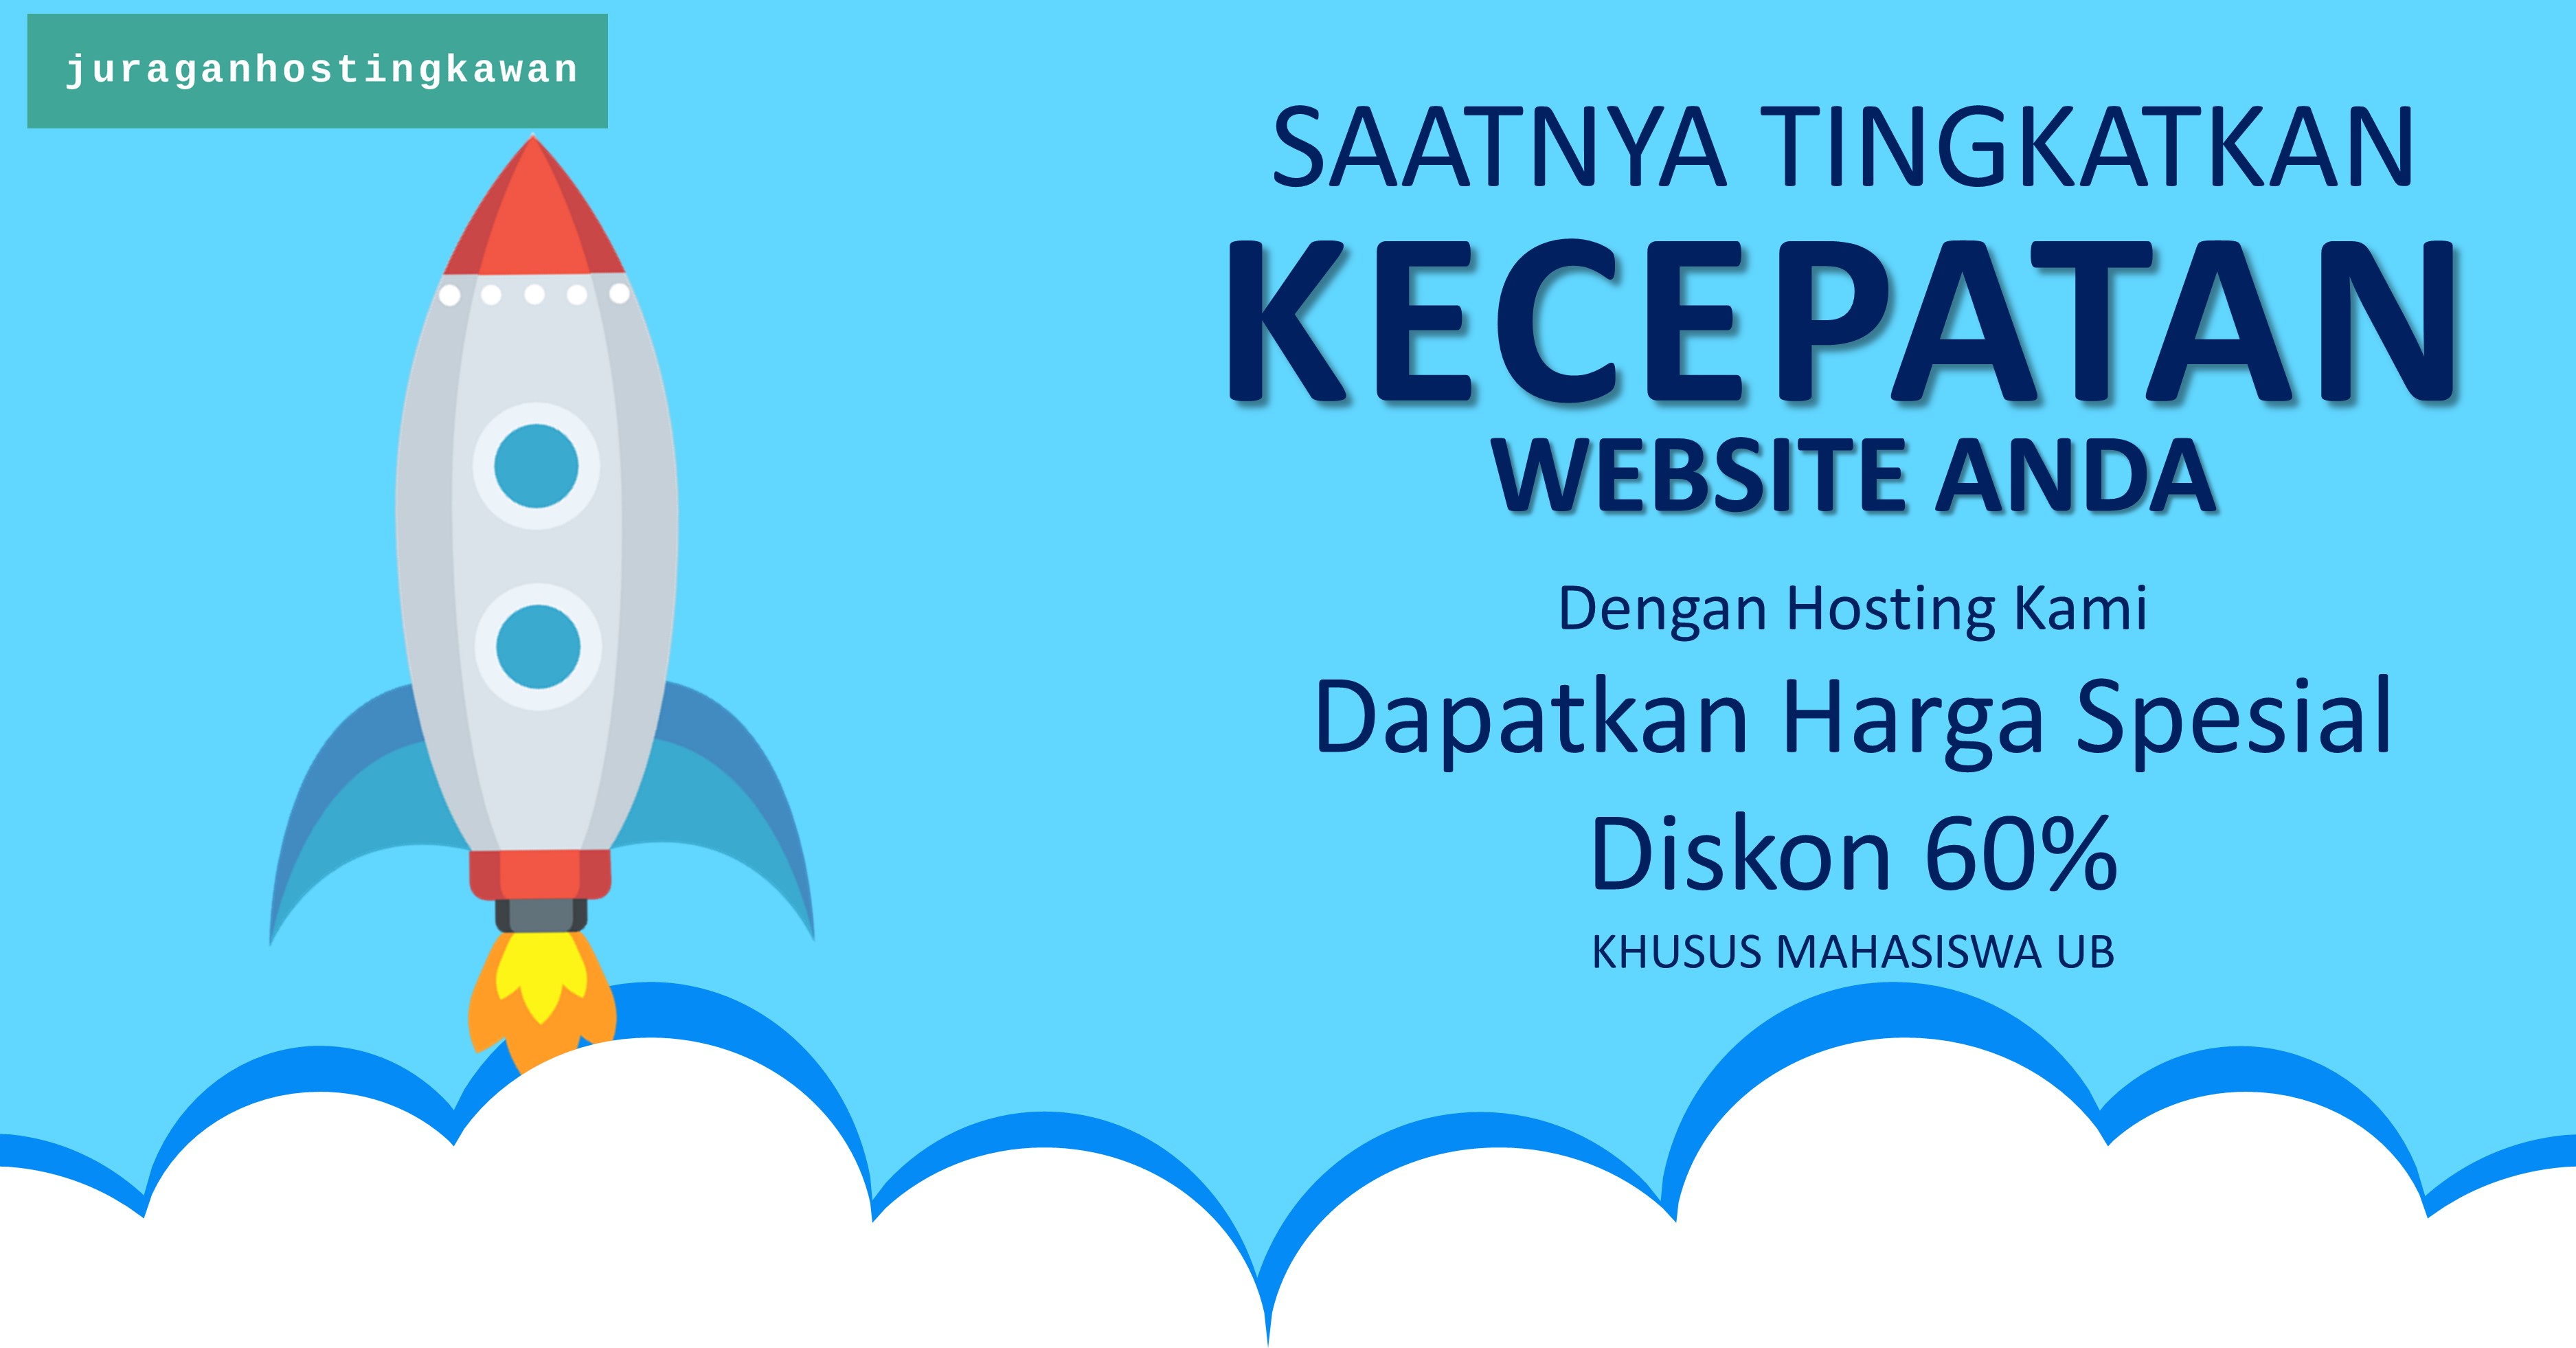 juraganhostingkawan
SAATNYA TINGKATKAN
KECEPATAN
WEBSITE ANDA
Dengan Hosting Kami
Dapatkan Harga Spesial
Diskon 60%
KHUSUS MAHASISWA UB